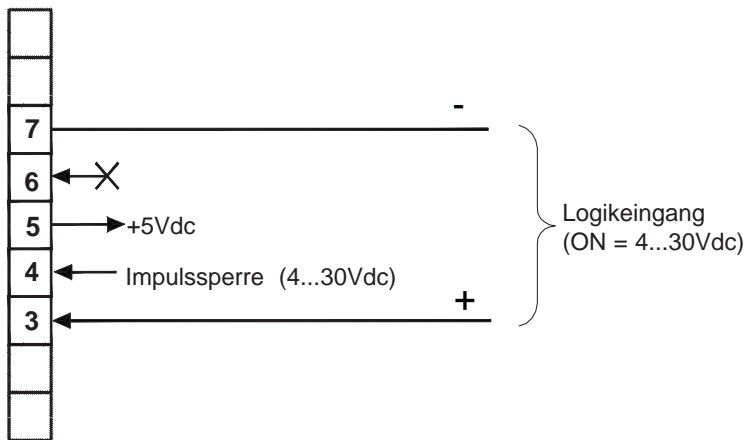 -
7
6
5 +5Vdc
Logikeingang
(ON = 4...30Vdc)
4 Impulssperre (4...30Vdc)
+
3